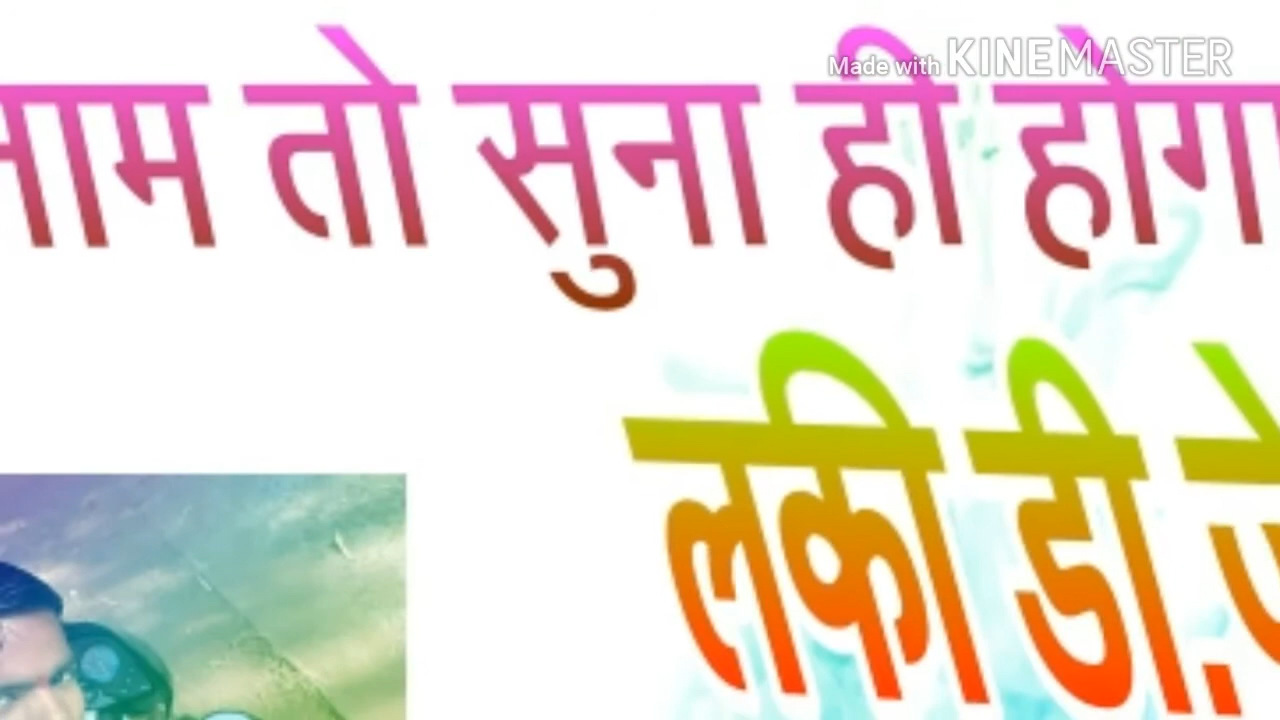 Made with KINEMASTER
नाम तो सुना ही होगा
लकी डी.जे